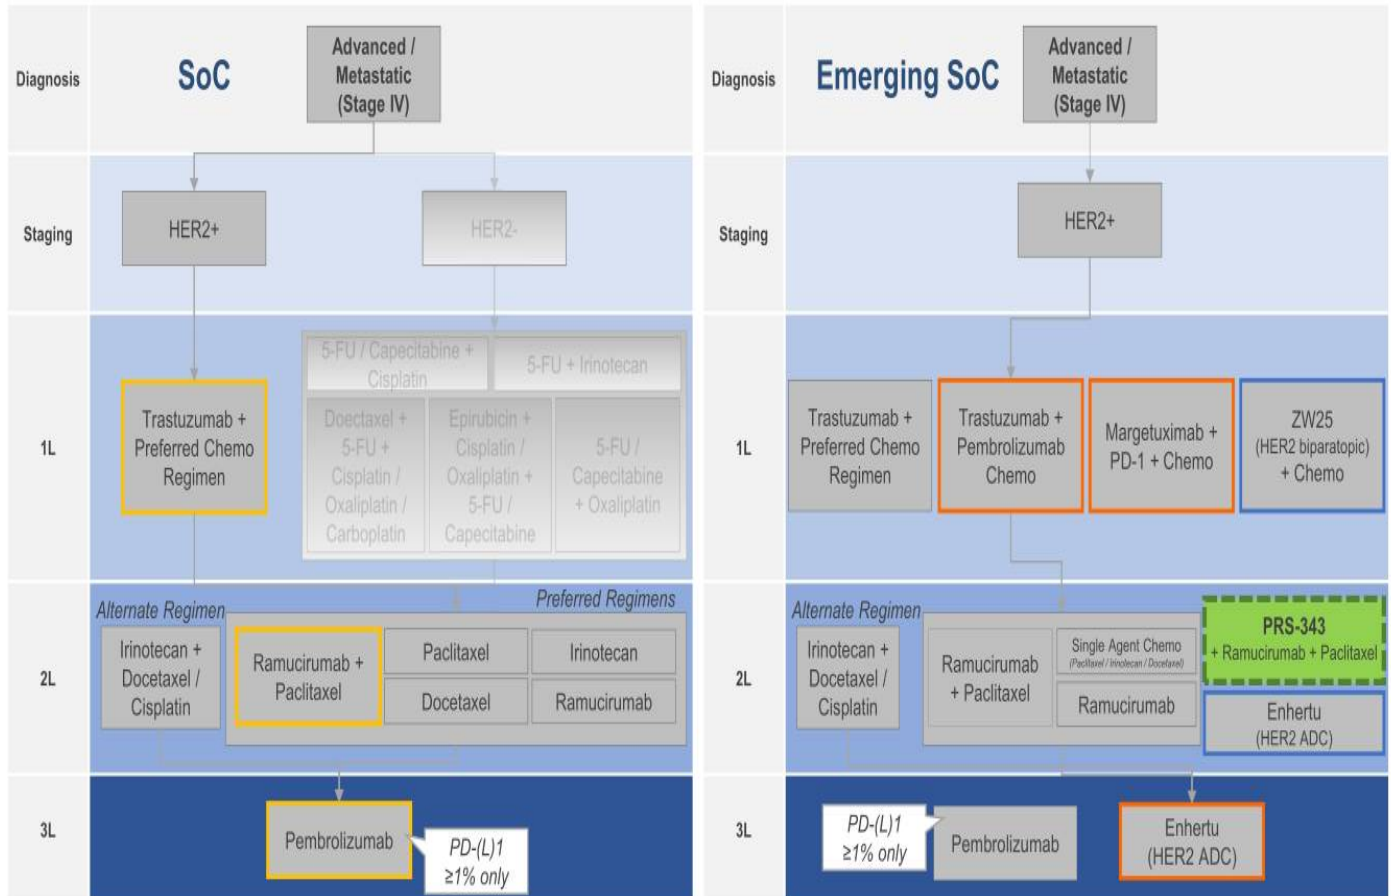 Diagnosis
SoC
Advanced /
Metastatic
(Stage IV)
Staging
HER2+
HER2-
1L
Trastuzumab +
Preferred Chemo
Regimen
5-FU / Capecitabine +
Cisplatin
5-FU + Irinotecan
Doectaxel +
5-FU +
Cisplatin /
Oxaliplatin /
Carboplatin
Epirubicin +
Cisplatin /
Oxaliplatin +
5-FU /
Capecitabine
5-FU /
Capecitabine
+ Oxaliplatin
2L
Alternate Regimen
Preferred Regimens
Irinotecan +
Docetaxel /
Cisplatin
Ramucirumab +
Paclitaxel
Paclitaxel
Irinotecan
Docetaxel
Ramucirumab
3L
Pembrolizumab
PD-(L)1
≥1% only
Diagnosis
Emerging SoC
Advanced /
Metastatic
(Stage IV)
Staging
HER2+
1L
Trastuzumab +
Preferred Chemo
Regimen
Trastuzumab +
Pembrolizumab
Chemo
Margetuximab +
PD-1 + Chemo
ZW25
(HER2 biparatopic)
+ Chemo
2L
Alternate Regimen
Irinotecan +
Docetaxel /
Cisplatin
Ramucirumab
+ Paclitaxel
Single Agent Chemo
(Paclitaxel / Irinotecan / Docetaxel)
Ramucirumab
PRS-343
+ Ramucirumab + Paclitaxel
Enhertu
(HER2 ADC)
3L
PD-(L)1
≥1% only
Pembrolizumab
Enhertu
(HER2 ADC)